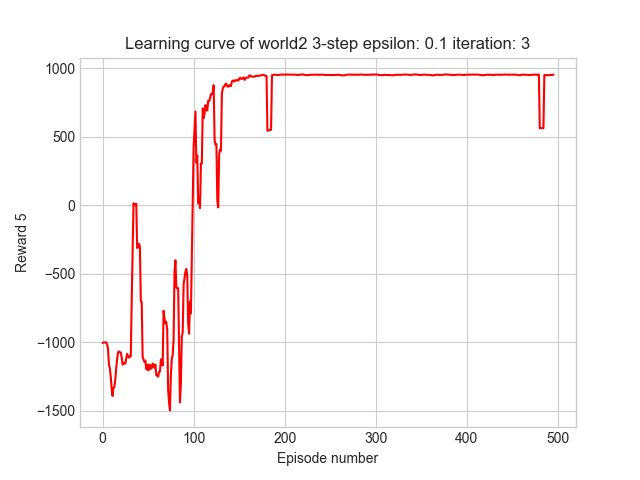 Learning curve of world2 3-step epsilon: 0.1 iteration: 3
1000
500
0
−500
−1000
−1500
Reward 5
0 100 200 300 400 500
Episode number